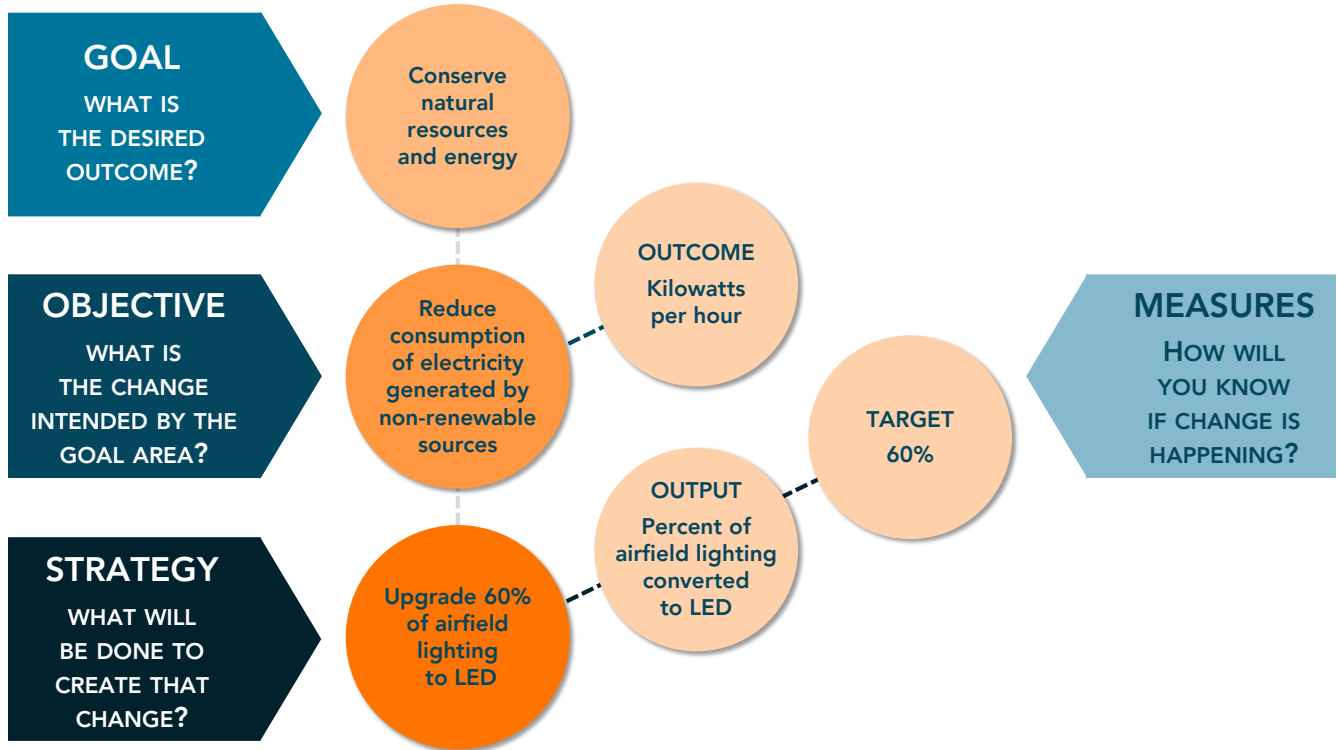 GOAL
WHAT IS
THE DESIRED
OUTCOME?
Conserve
natural
resources
and energy
OBJECTIVE
WHAT IS
THE CHANGE
INTENDED BY THE
GOAL AREA?
Reduce
consumption
of electricity
generated by
non-renewable
sources
OUTCOME
Kilowatts
per hour
STRATEGY
WHAT WILL
BE DONE TO
CREATE THAT
CHANGE?
Upgrade 60%
of airfield
lighting
to LED
OUTPUT
Percent of
airfield lighting
converted
to LED
TARGET
60%
MEASURES
HOW WILL
YOU KNOW
IF CHANGE IS
HAPPENING?